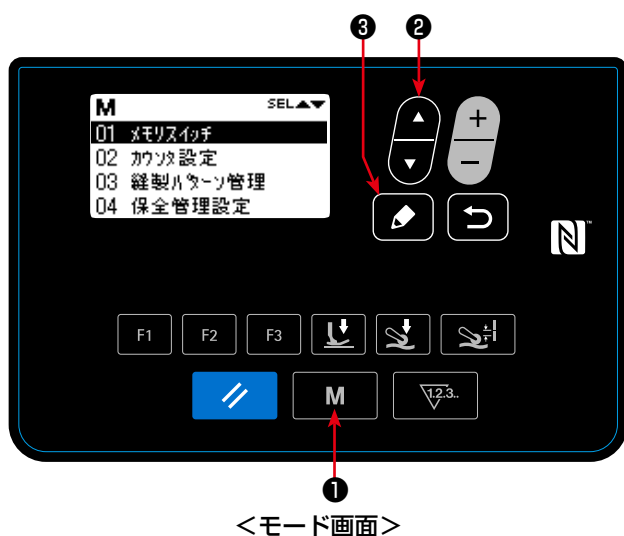 ❸ ❷
M SEL▲▼
01 メモリスイッチ
02 カウンタ設定
03 縫製パターン管理
04 保全管理設定
+
−
N™
F1 F2 F3
M 1.2.3..
❶
＜モード画面＞